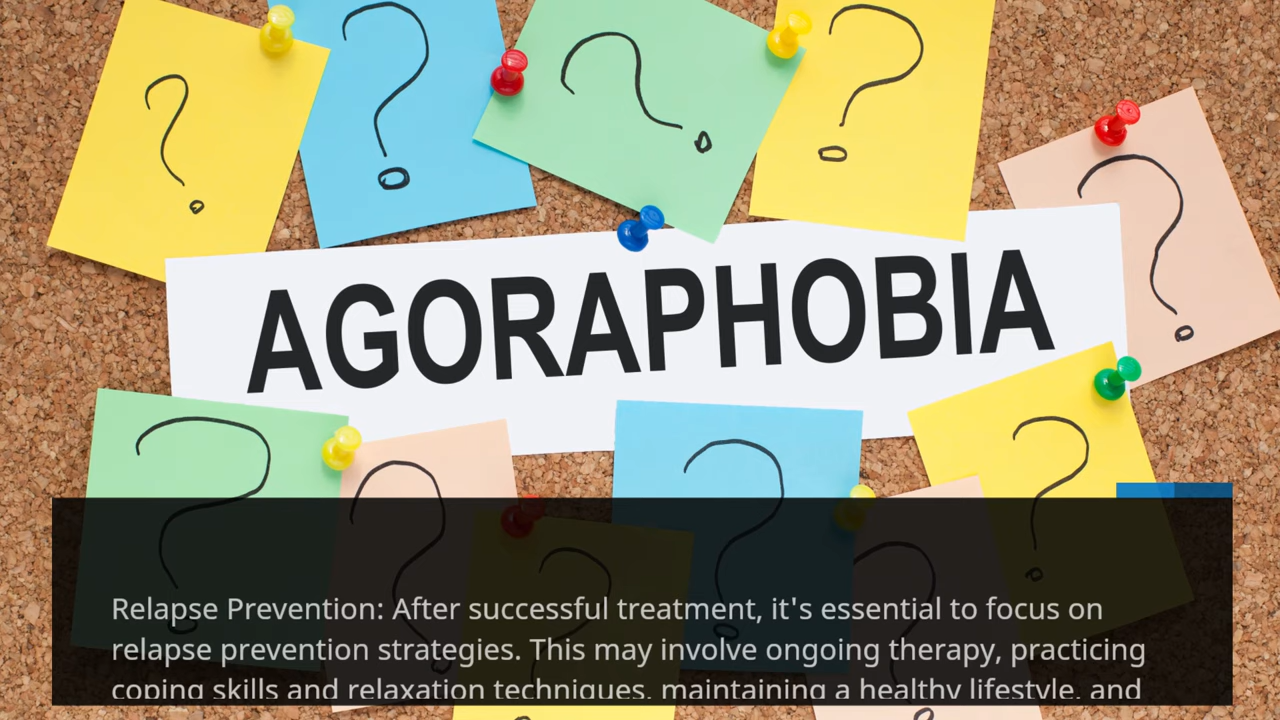 ?
?
?
?
?
AGORAPHOBIA
?
?
?
?
?
?
Relapse Prevention: After successful treatment, it's essential to focus on
relapse prevention strategies. This may involve ongoing therapy, practicing
coping skills and relaxation techniques, maintaining a healthy lifestyle, and